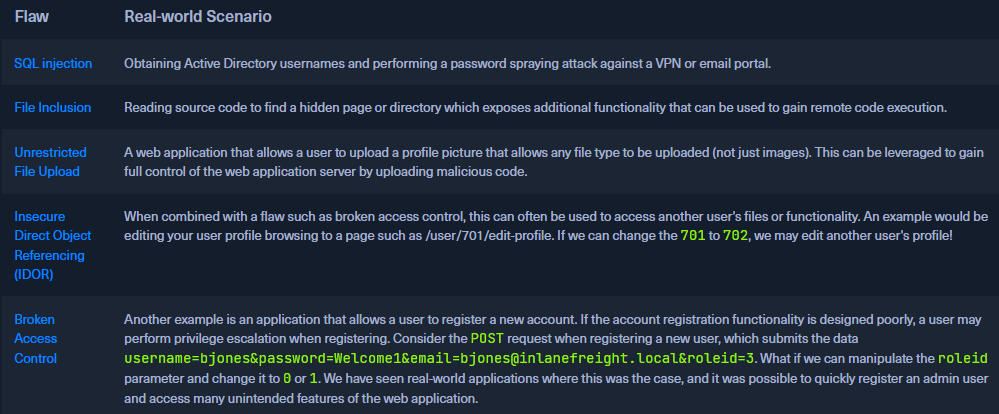 Flaw Real-world Scenario
SQL injection Obtaining Active Directory usernames and performing a password spraying attack against a VPN or email portal.
File Inclusion Reading source code to find a hidden page or directory which exposes additional functionality that can be used to gain remote code execution.
Unrestricted
File Upload
A web application that allows a user to upload a profile picture that allows any file type to be uploaded (not just images). This can be leveraged to gain
full control of the web application server by uploading malicious code.
Insecure
Direct Object
Referencing
(IDOR)
When combined with a flaw such as broken access control, this can often be used to access another user's files or functionality. An example would be
editing your user profile browsing to a page such as /user/701/edit-profile. If we can change the 701 to 702, we may edit another user's profile!
Broken
Access
Control
Another example is an application that allows a user to register a new account. If the account registration functionality is designed poorly, a user may
perform privilege escalation when registering. Consider the POST request when registering a new user, which submits the data
username=bjones&password=Welcome1&email=bjones@inlanefreight.local&roleid=3. What if we can manipulate the roleid
parameter and change it to 0 or 1. We have seen real-world applications where this was the case, and it was possible to quickly register an admin user
and access many unintended features of the web application.